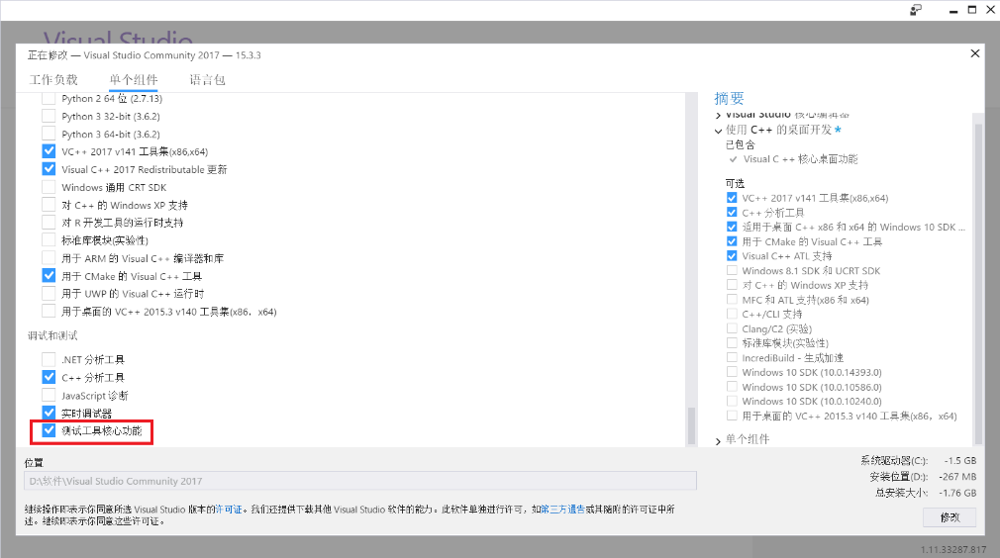 Visual Studio
正在修改 — Visual Studio Community 2017 — 15.3.3
工作负载 单个组件 语言包
Python 2 64 位 (2.7.13)
Python 3 32-bit (3.6.2)
Python 3 64-bit (3.6.2)
VC++ 2017 v141 工具集(x86,x64)
Visual C++ 2017 Redistributable 更新
Windows 通用 CRT SDK
对 C++ 的 Windows XP 支持
对 R 开发工具的运行时支持
标准库模块(实验性)
用于 ARM 的 Visual C++ 编译器和库
用于 CMake 的 Visual C++ 工具
用于 UWP 的 Visual C++ 运行时
用于桌面的 VC++ 2015.3 v140 工具集(x86，x64)
调试和测试
.NET 分析工具
C++ 分析工具
JavaScript 诊断
实时调试器
测试工具核心功能
摘要
Visual Studio 核心编辑器
使用 C++ 的桌面开发 *
已包含
Visual C ++ 核心桌面功能
可选
VC++ 2017 v141 工具集(x86,x64)
C++ 分析工具
适用于桌面 C++ x86 和 x64 的 Windows 10 SDK ...
用于 CMake 的 Visual C++ 工具
Visual C++ ATL 支持
Windows 8.1 SDK 和 UCRT SDK
对 C++ 的 Windows XP 支持
MFC 和 ATL 支持(x86 和 x64)
C++/CLI 支持
Clang/C2 (实验)
标准库模块(实验性)
IncrediBuild - 生成加速
Windows 10 SDK (10.0.14393.0)
Windows 10 SDK (10.0.10586.0)
Windows 10 SDK (10.0.10240.0)
用于桌面的 VC++ 2015.3 v140 工具集(x86，x64)
单个组件
位置
D:\软件\Visual Studio Community 2017
继续操作即表示你同意所选 Visual Studio 版本的许可证。我们还提供下载其他 Visual Studio 软件的能力。此软件单独进行许可，如第三方通告或其随附的许可证中所
述。继续即表示你同意这些许可证。
系统驱动器(C:) -1.5 GB
安装位置(D:) -267 MB
总安装大小: -1.76 GB
修改
1.11.33287.817